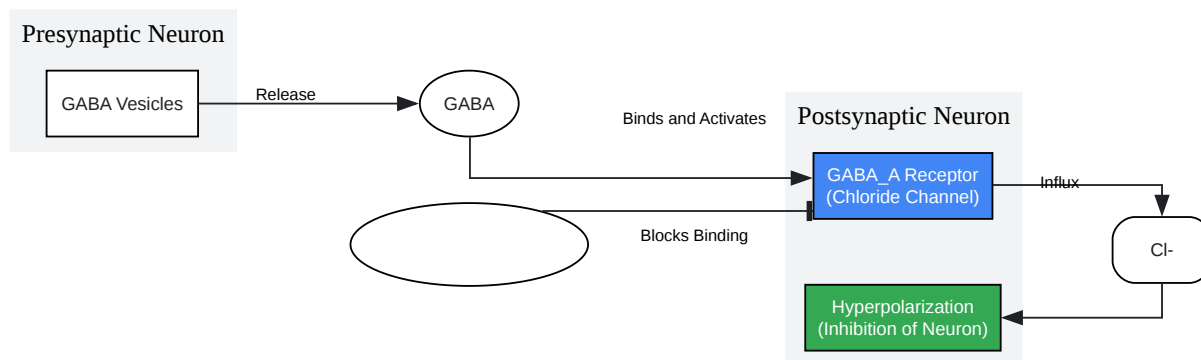 Presynaptic Neuron
GABA Vesicles
Release
GABA
Binds and Activates
Postsynaptic Neuron
GABA_A Receptor
(Chloride Channel)
Influx
Blocks Binding
Cl-
Hyperpolarization
(Inhibition of Neuron)